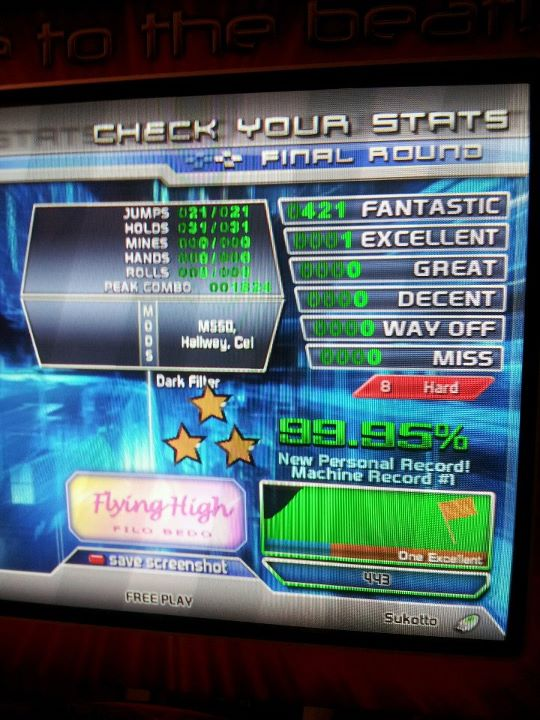 to the beat
CHECK YOUR STATS
FINAL ROUND
JUMPS 021/021
HOLDS 031/031
MINES 000/000
HANDS 000/000
ROLLS 000/000
PEAK COMBO
MODS
M550,
Hallway, Cel
Dark Filter
0421 FANTASTIC
0001 EXCELLENT
0000 GREAT
0000 DECENT
0000 WAY OFF
0000 MISS
8 Hard
99.95%
New Personal Record!
Machine Record #1
Flying High
FILO BEDO
save screenshot
One Excellent
443
FREE PLAY
Sukotto